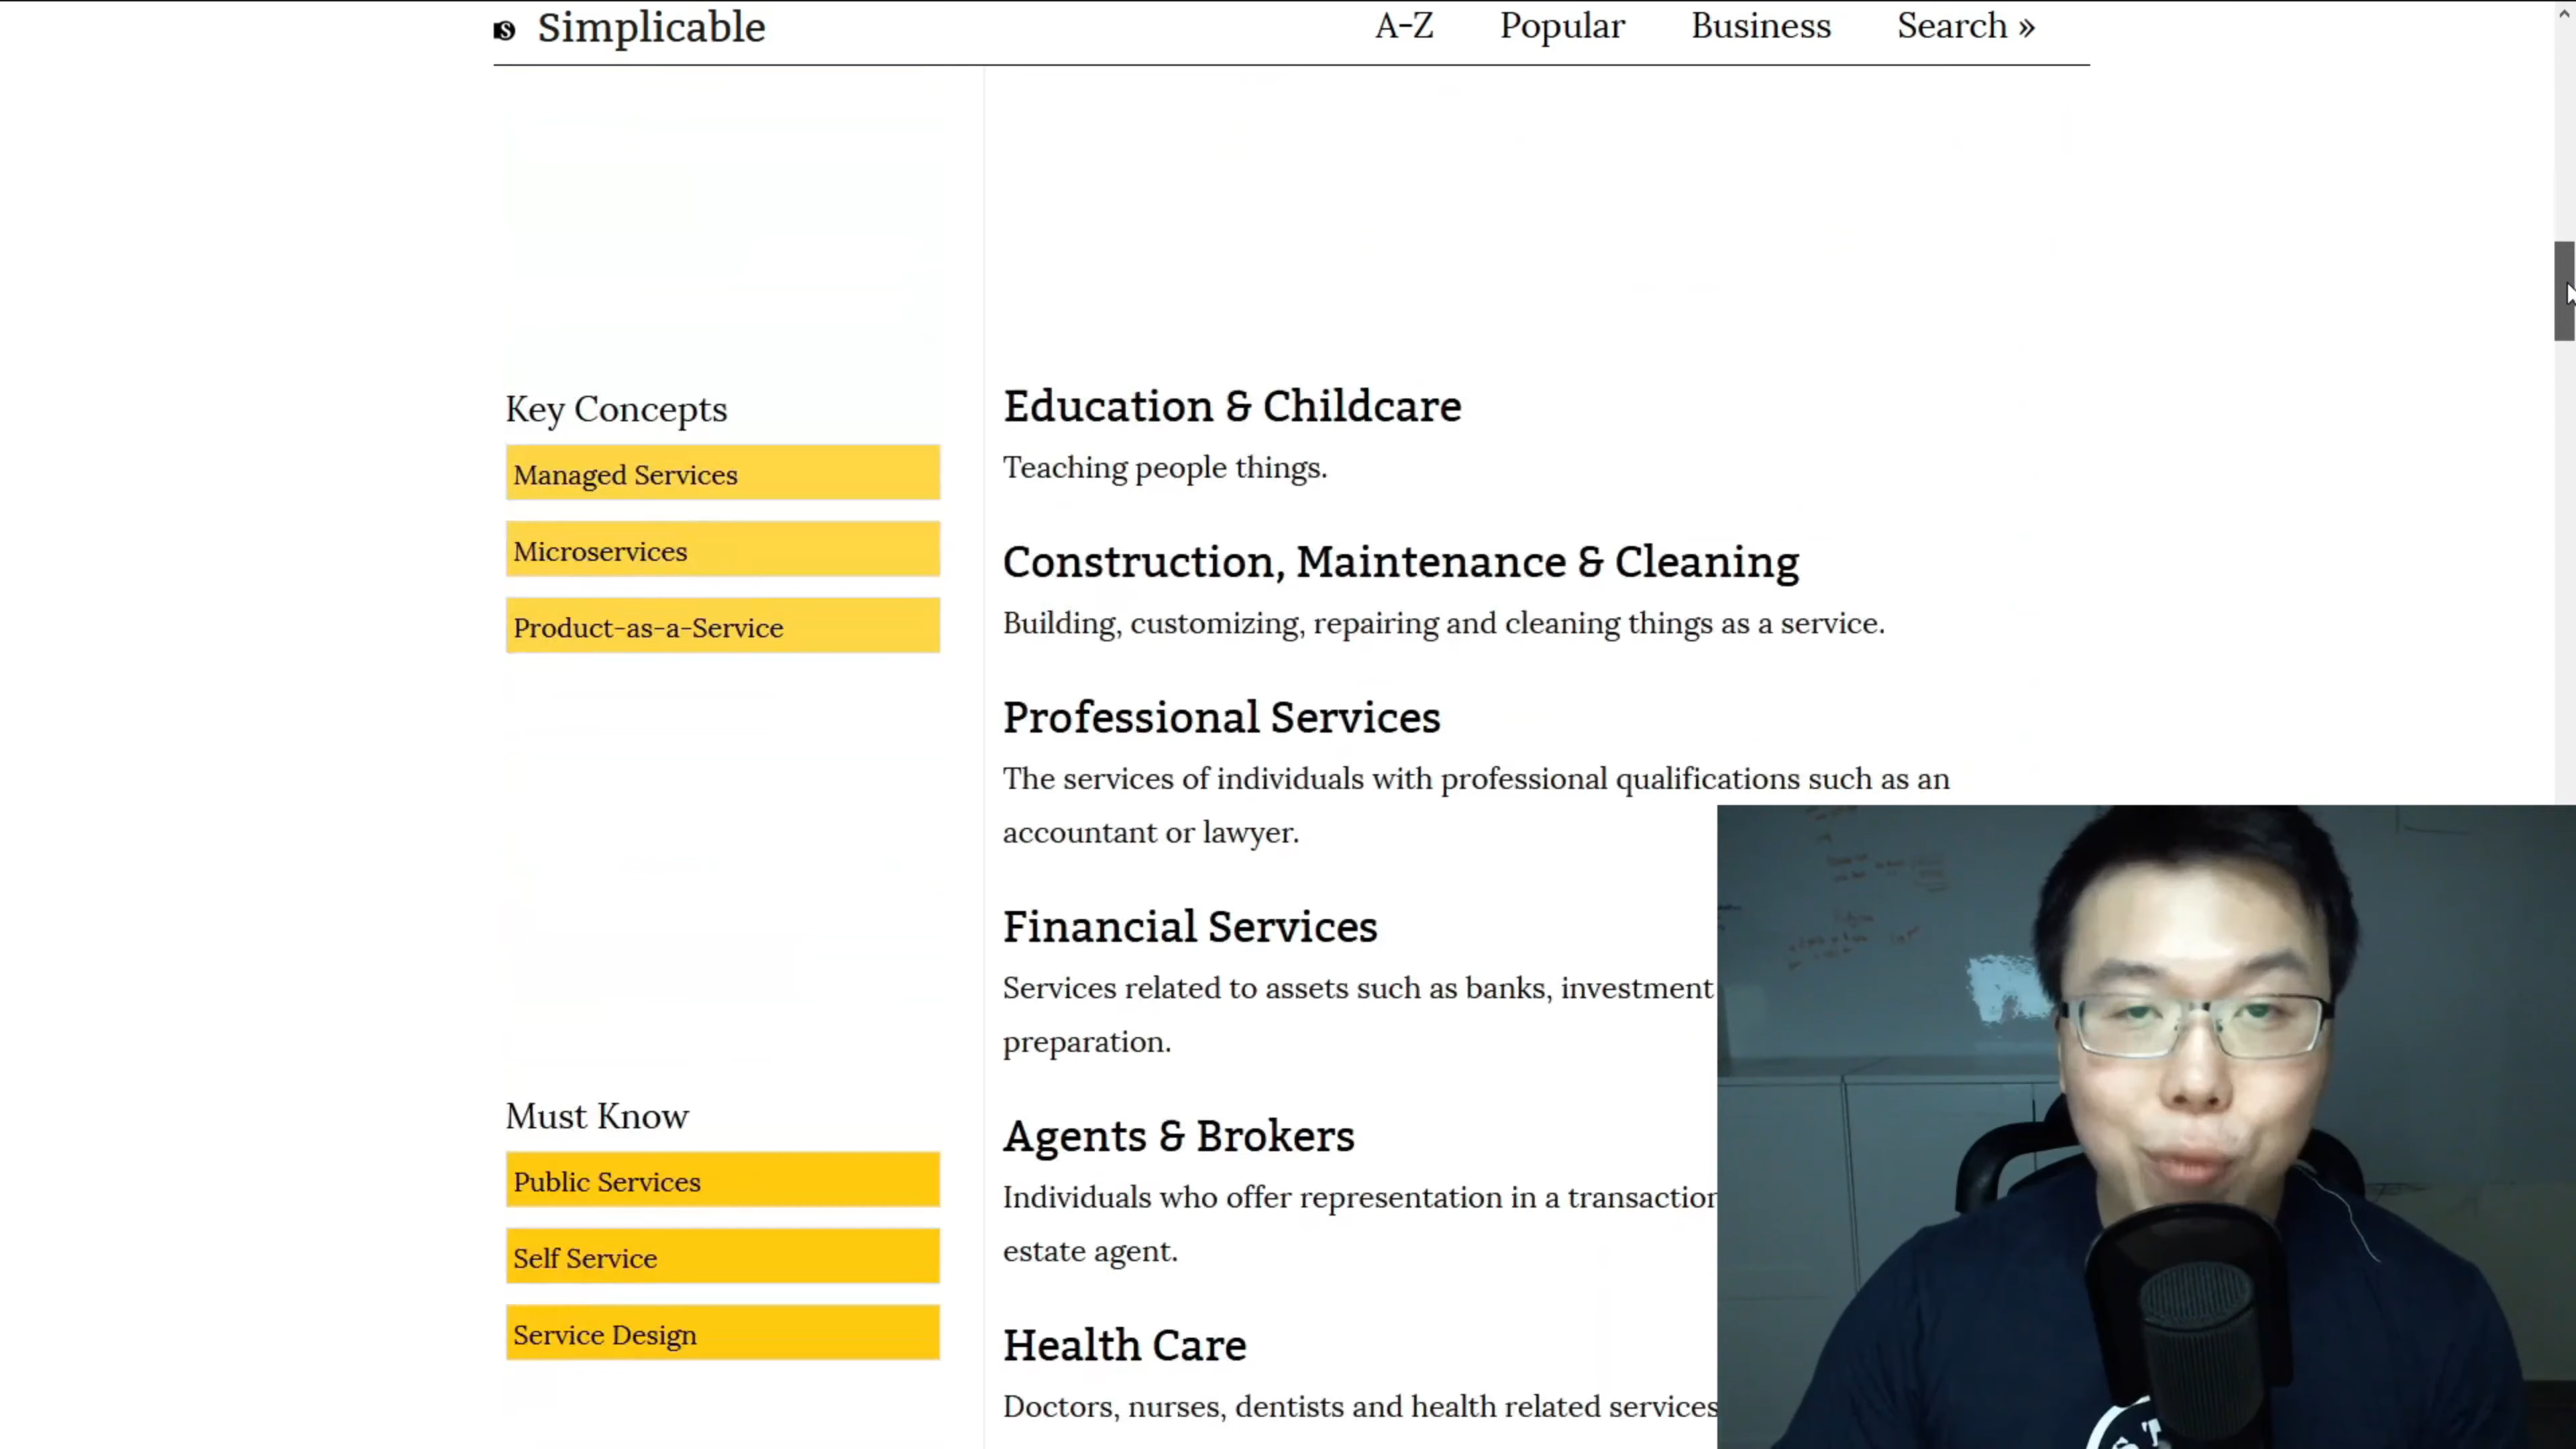 Simplicable
A-Z Popular Business Search »
Key Concepts
Managed Services
Microservices
Product-as-a-Service
Must Know
Public Services
Self Service
Service Design
Education & Childcare
Teaching people things.
Construction, Maintenance & Cleaning
Building, customizing, repairing and cleaning things as a service.
Professional Services
The services of individuals with professional qualifications such as an
accountant or lawyer.
Financial Services
Services related to assets such as banks, investment
preparation.
Agents & Brokers
Individuals who offer representation in a transaction
estate agent.
Health Care
Doctors, nurses, dentists and health related services